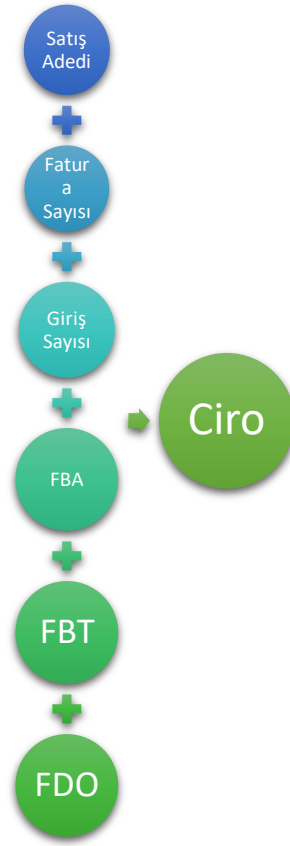 Satış
Adedi
Fatur
a
Sayısı
Giriş
Sayısı
FBA
FBT
FDO
Ciro